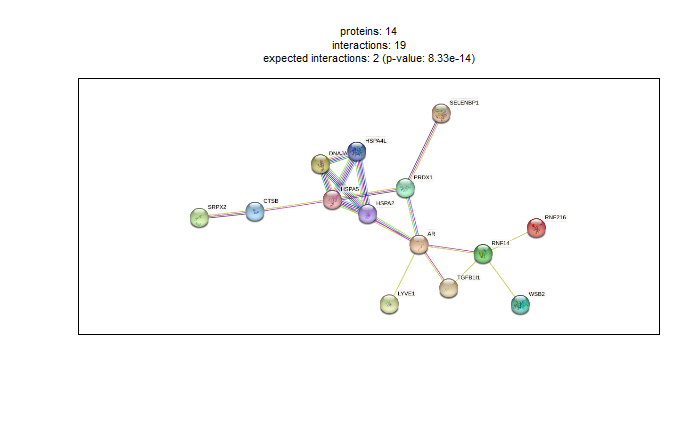 proteins: 14
interactions: 19
expected interactions: 2 (p-value: 8.33e-14)
SELENBP1
HSPA4L
PRDX1
HSPA5
CTSB
SRPX2
HSPA2
RNF216
AR
RNF14
TGFB1I1
LYVE1
WSB2